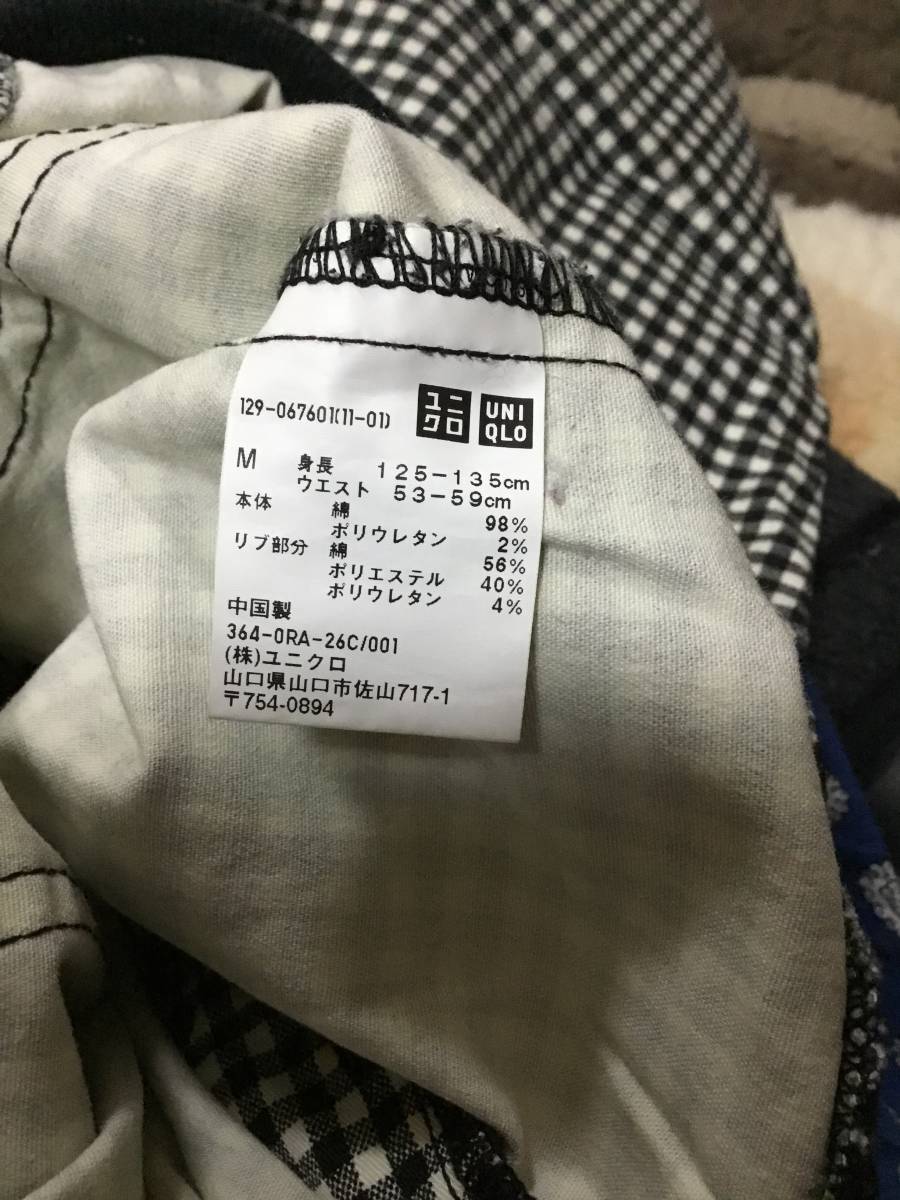 129-067601(11-01)
ユニ
クロ
UNI
QLO
M 身長 125-135cm
ウエスト 53-59cm
本体 綿 98%
ポリウレタン 2%
リブ部分 綿 56%
ポリエステル 40%
ポリウレタン 4%
中国製
364-0RA-26C/001
(株)ユニクロ
山口県山口市佐山717-1
〒754-0894